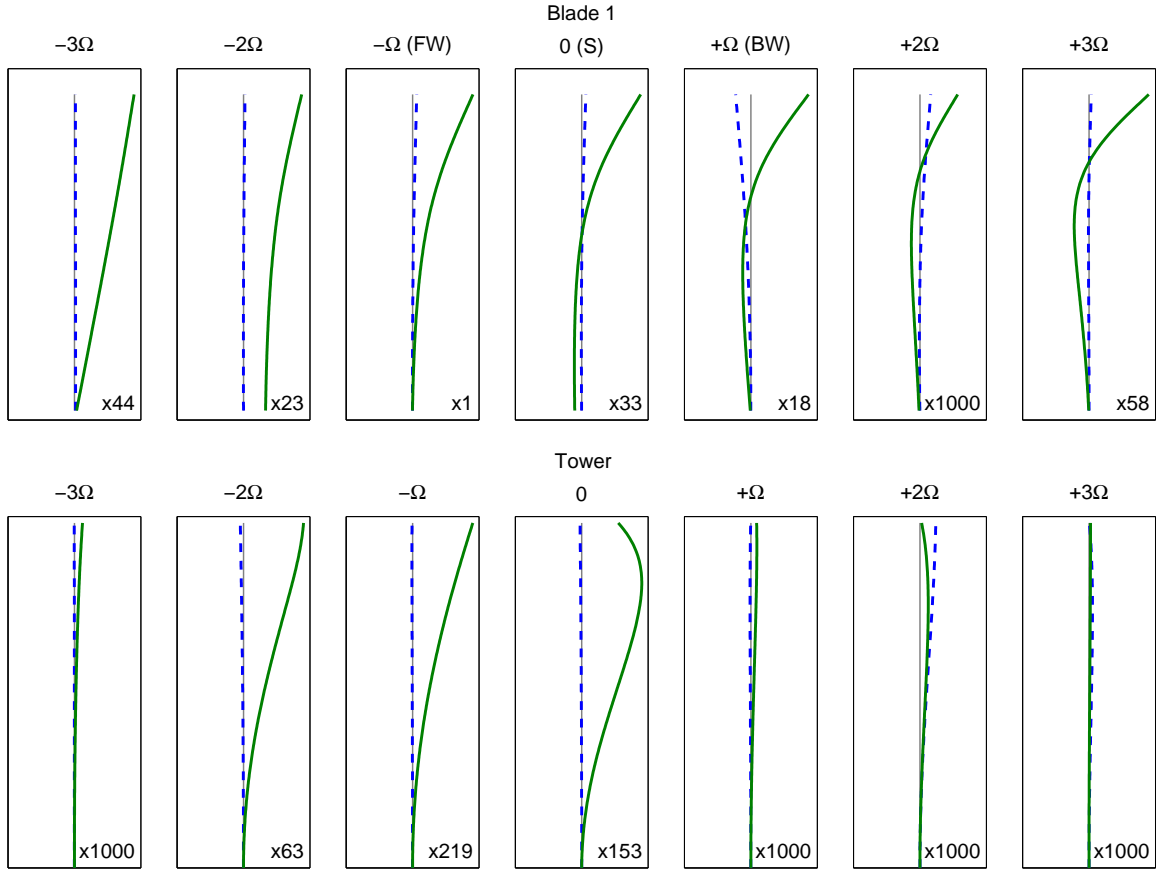 Blade 1
−3Ω −2Ω −Ω (FW) 0 (S) +Ω (BW) +2Ω +3Ω
x44 x23 x1 x33 x18 x1000 x58
Tower
−3Ω −2Ω −Ω 0 +Ω +2Ω +3Ω
x1000 x63 x219 x153 x1000 x1000 x1000